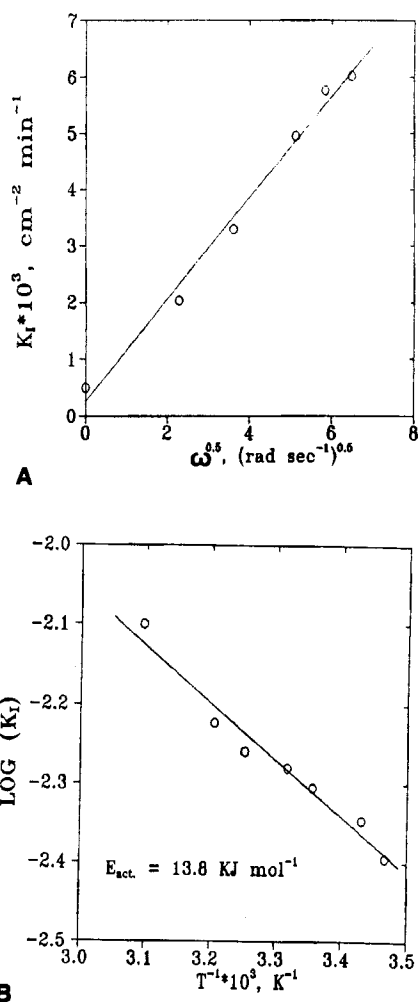 7
6
5
4
3
2
1
0
K_I*10^3, cm^-2 min^-1
0 2 4 6 8
ω^0.5, (rad sec^-1)^0.5
A
-2.0
-2.1
-2.2
-2.3
-2.4
-2.5
LOG (K_I)
E_act. = 13.8 KJ mol^-1
3.0 3.1 3.2 3.3 3.4 3.5
T^-1*10^3, K^-1
B